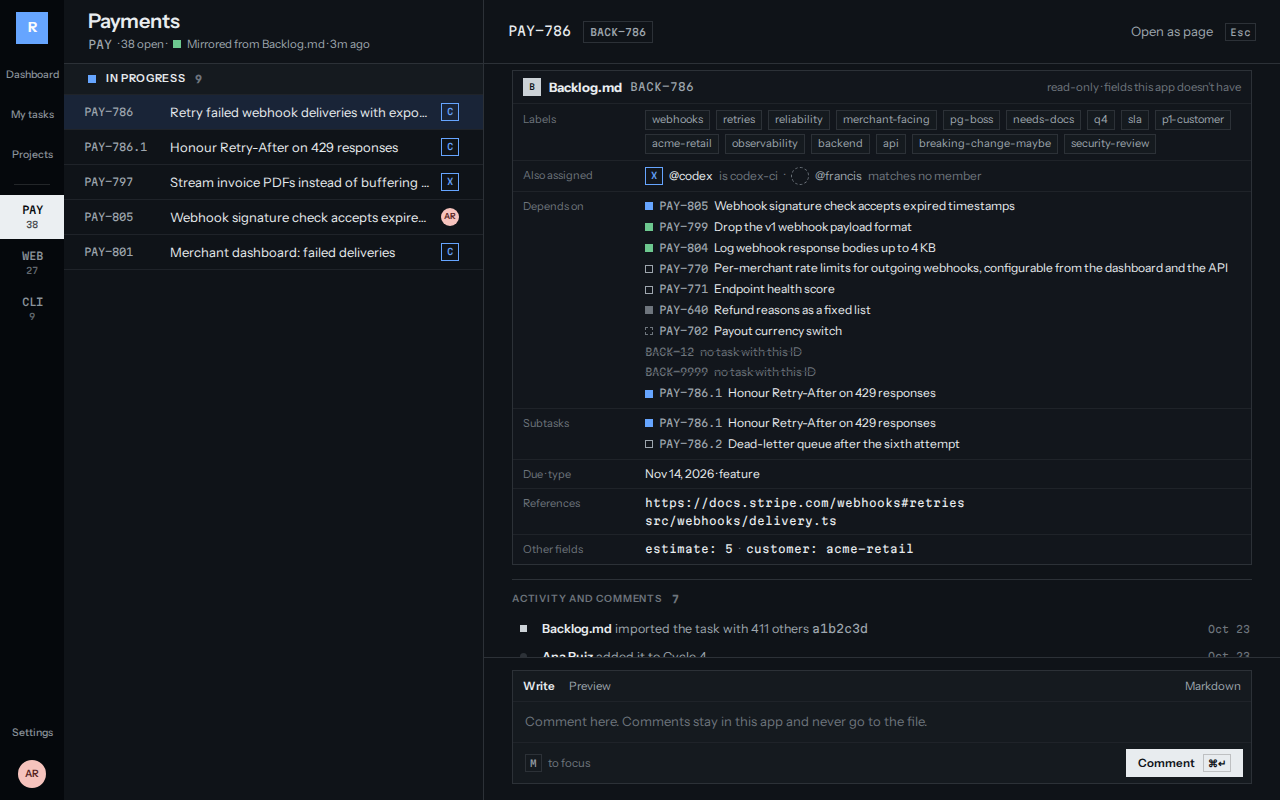 R
Dashboard
My tasks
Projects
PAY
38
WEB
27
CLI
9
Settings
AR
Payments
PAY · 38 open · Mirrored from Backlog.md · 3m ago
IN PROGRESS 9
PAY-786 Retry failed webhook deliveries with expo… C
PAY-786.1 Honour Retry-After on 429 responses C
PAY-797 Stream invoice PDFs instead of buffering … X
PAY-805 Webhook signature check accepts expire… AR
PAY-801 Merchant dashboard: failed deliveries C
PAY-786 BACK-786 Open as page Esc
B Backlog.md BACK-786 read-only · fields this app doesn't have
Labels webhooks retries reliability merchant-facing pg-boss needs-docs q4 sla p1-customer
acme-retail observability backend api breaking-change-maybe security-review
Also assigned X @codex is codex-ci · @francis matches no member
Depends on PAY-805 Webhook signature check accepts expired timestamps
PAY-799 Drop the v1 webhook payload format
PAY-804 Log webhook response bodies up to 4 KB
PAY-770 Per-merchant rate limits for outgoing webhooks, configurable from the dashboard and the API
PAY-771 Endpoint health score
PAY-640 Refund reasons as a fixed list
PAY-702 Payout currency switch
BACK-12 no task with this ID
BACK-9999 no task with this ID
PAY-786.1 Honour Retry-After on 429 responses
Subtasks PAY-786.1 Honour Retry-After on 429 responses
PAY-786.2 Dead-letter queue after the sixth attempt
Due · type Nov 14, 2026 · feature
References https://docs.stripe.com/webhooks#retries
src/webhooks/delivery.ts
Other fields estimate: 5 · customer: acme-retail
ACTIVITY AND COMMENTS 7
Backlog.md imported the task with 411 others a1b2c3d Oct 23
Ana Ruiz added it to Cycle 4 Oct 23
Write Preview Markdown
Comment here. Comments stay in this app and never go to the file.
M to focus Comment ⌘↵